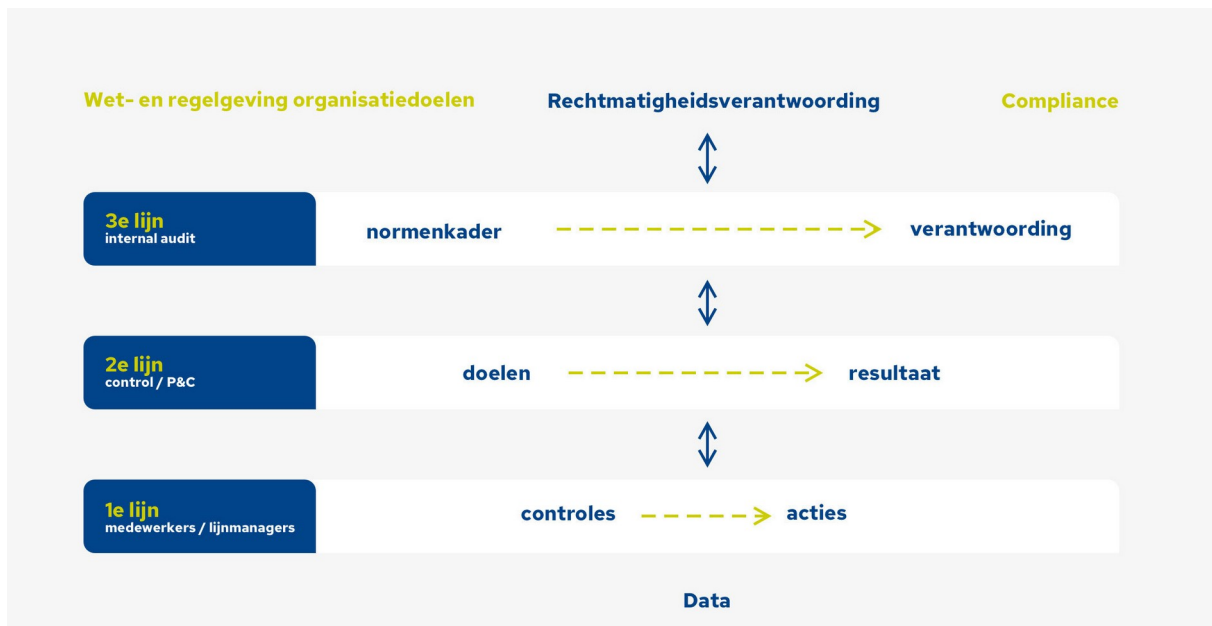 Wet- en regelgeving organisatiedoelen
Rechtmatigheidsverantwoording
Compliance
3e lijn
internal audit
normenkader
verantwoording
2e lijn
control / P&C
doelen
resultaat
1e lijn
medewerkers / lijnmanagers
controles
acties
Data